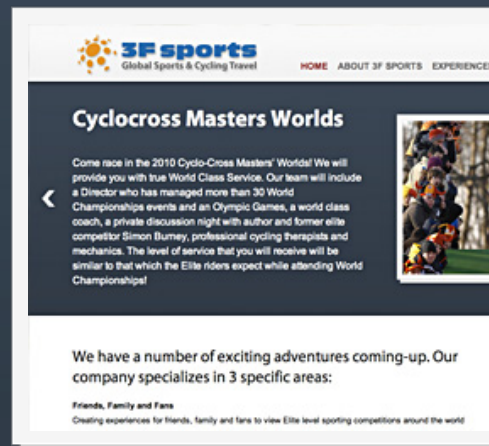 3F sports
Global Sports & Cycling Travel
HOME ABOUT 3F SPORTS EXPERIENCES
Cyclocross Masters Worlds
Come race in the 2010 Cyclo-Cross Masters' Worlds! We will
provide you with true World Class Service. Our team will include
a Director who has managed more than 30 World
Championships events and an Olympic Games, a world class
coach, a private discussion night with author and former elite
competitor Simon Burney, professional cycling therapists and
mechanics. The level of service that you will receive will be
similar to that which the Elite riders expect while attending World
Championships!
We have a number of exciting adventures coming-up. Our
company specializes in 3 specific areas:
Friends, Family and Fans
Creating experiences for friends, family and fans to view Elite level sporting competitions around the world